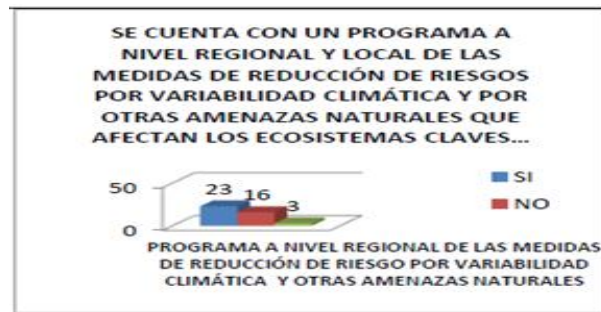 SE CUENTA CON UN PROGRAMA A
NIVEL REGIONAL Y LOCAL DE LAS
MEDIDAS DE REDUCCIÓN DE RIESGOS
POR VARIABILIDAD CLIMÁTICA Y POR
OTRAS AMENAZAS NATURALES QUE
AFECTAN LOS ECOSISTEMAS CLAVES...
50
23 16 3
SI
NO
0
PROGRAMA A NIVEL REGIONAL DE LAS MEDIDAS
DE REDUCCIÓN DE RIESGO POR VARIABILIDAD
CLIMÁTICA Y OTRAS AMENAZAS NATURALES